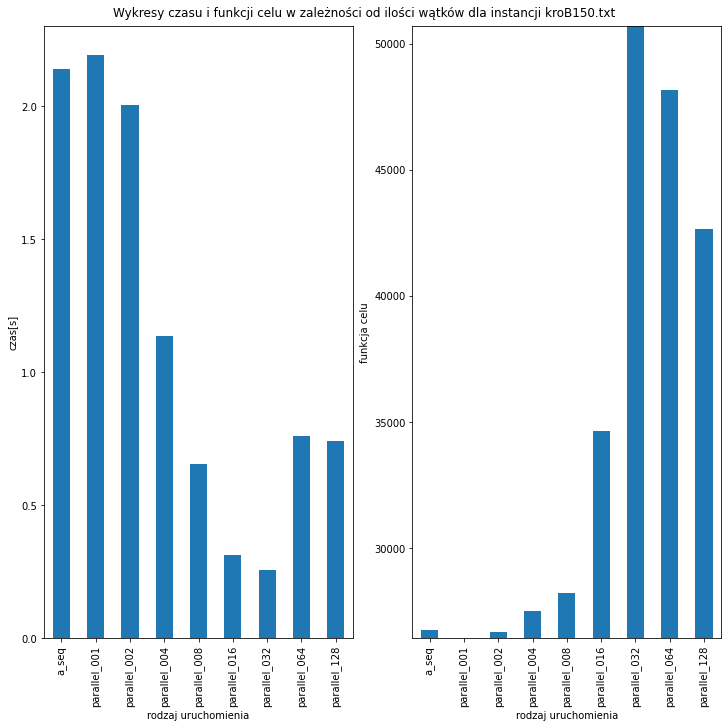 Wykresy czasu i funkcji celu w zależności od ilości wątków dla instancji kroB150.txt
czas[s]
2.0
1.5
1.0
0.5
0.0
a_seq
parallel_001
parallel_002
parallel_004
parallel_008
parallel_016
parallel_032
parallel_064
parallel_128
rodzaj uruchomienia
funkcja celu
50000
45000
40000
35000
30000
a_seq
parallel_001
parallel_002
parallel_004
parallel_008
parallel_016
parallel_032
parallel_064
parallel_128
rodzaj uruchomienia